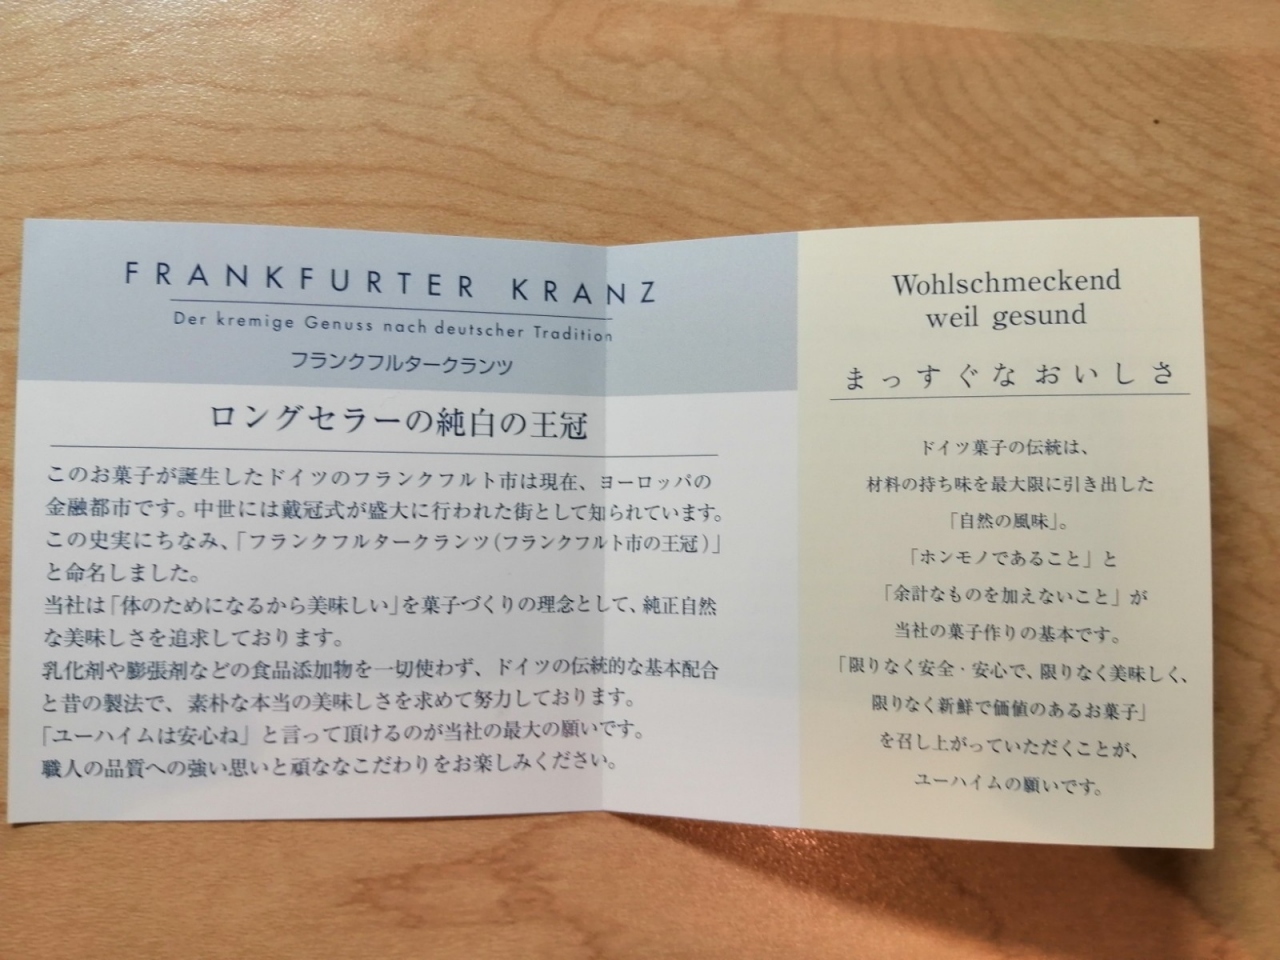 FRANKFURTER KRANZ
Der kremige Genuss nach deutscher Tradition
フランクフルタークランツ
ロングセラーの純白の王冠
このお菓子が誕生したドイツのフランクフルト市は現在、ヨーロッパの
金融都市です。中世には戴冠式が盛大に行われた街として知られています。
この史実にちなみ、「フランクフルタークランツ(フランクフルト市の王冠)」
と命名しました。
当社は「体のためになるから美味しい」を菓子づくりの理念として、純正自然
な美味しさを追求しております。
乳化剤や膨張剤などの食品添加物を一切使わず、ドイツの伝統的な基本配合
と昔の製法で、素朴な本当の美味しさを求めて努力しております。
「ユーハイムは安心ね」と言って頂けるのが当社の最大の願いです。
職人の品質への強い思いと頑ななこだわりをお楽しみください。
Wohlschmeckend
weil gesund
まっすぐなおいしさ
ドイツ菓子の伝統は、
材料の持ち味を最大限に引き出した
「自然の風味」。
「ホンモノであること」と
「余計なものを加えないこと」が
当社の菓子作りの基本です。
「限りなく安全・安心で、限りなく美味しく、
限りなく新鮮で価値のあるお菓子」
を召し上がっていただくことが、
ユーハイムの願いです。